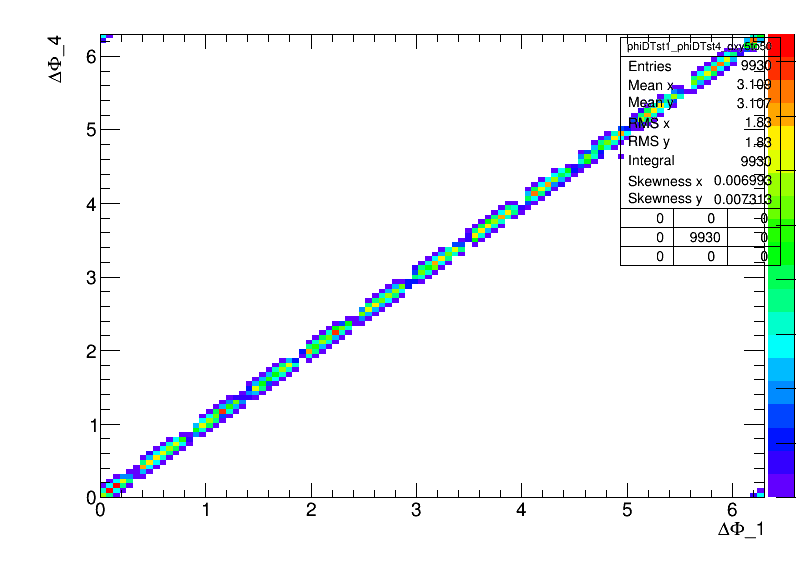 ΔΦ_4
phiDTst1_phiDTst4_qxy5to50
Entries 9930
Mean x 3.109
Mean y 3.107
RMS x 1.83
RMS y 1.83
Integral 9930
Skewness x 0.006993
Skewness y 0.007313
0 0 0
0 9930 0
0 0 0
6
5
4
3
2
1
0
0 1 2 3 4 5 6
ΔΦ_1